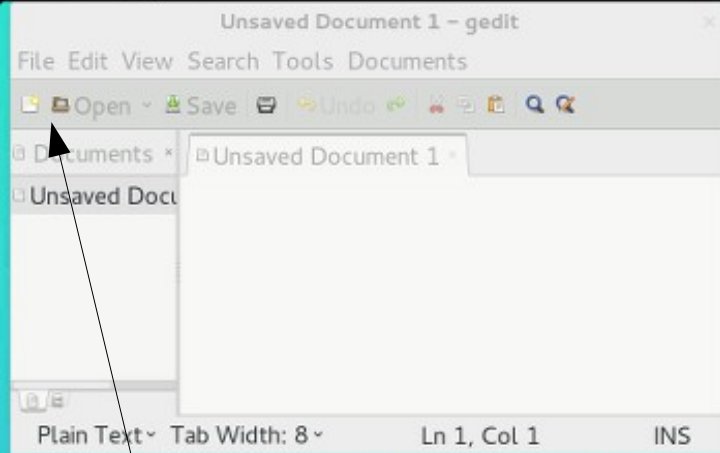 Unsaved Document 1 – gedit
File Edit View Search Tools Documents
Open Save Undo
Documents Unsaved Document 1
Unsaved Docu
Plain Text Tab Width: 8 Ln 1, Col 1 INS